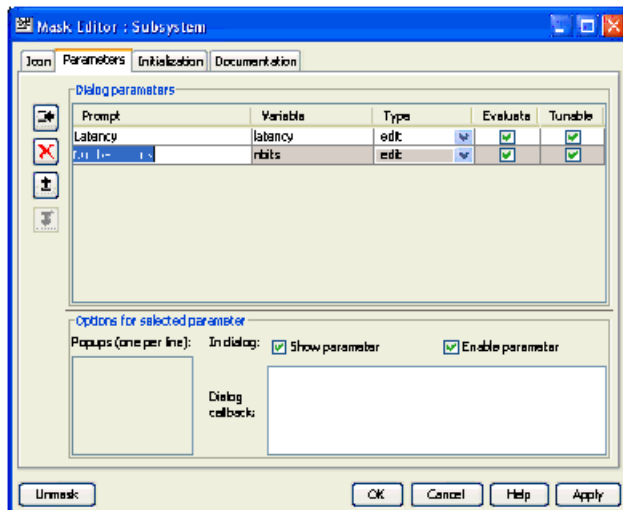 Mask Editor : Subsystem
Icon Parameters Initialization Documentation
Dialog parameters
Prompt Variable Type Evaluate Tunable
Latency latency edit
nbits edit
Options for selected parameter
Popups (one per line): In dialog: Show parameter Enable parameter
Dialog
callback:
Unmask OK Cancel Help Apply